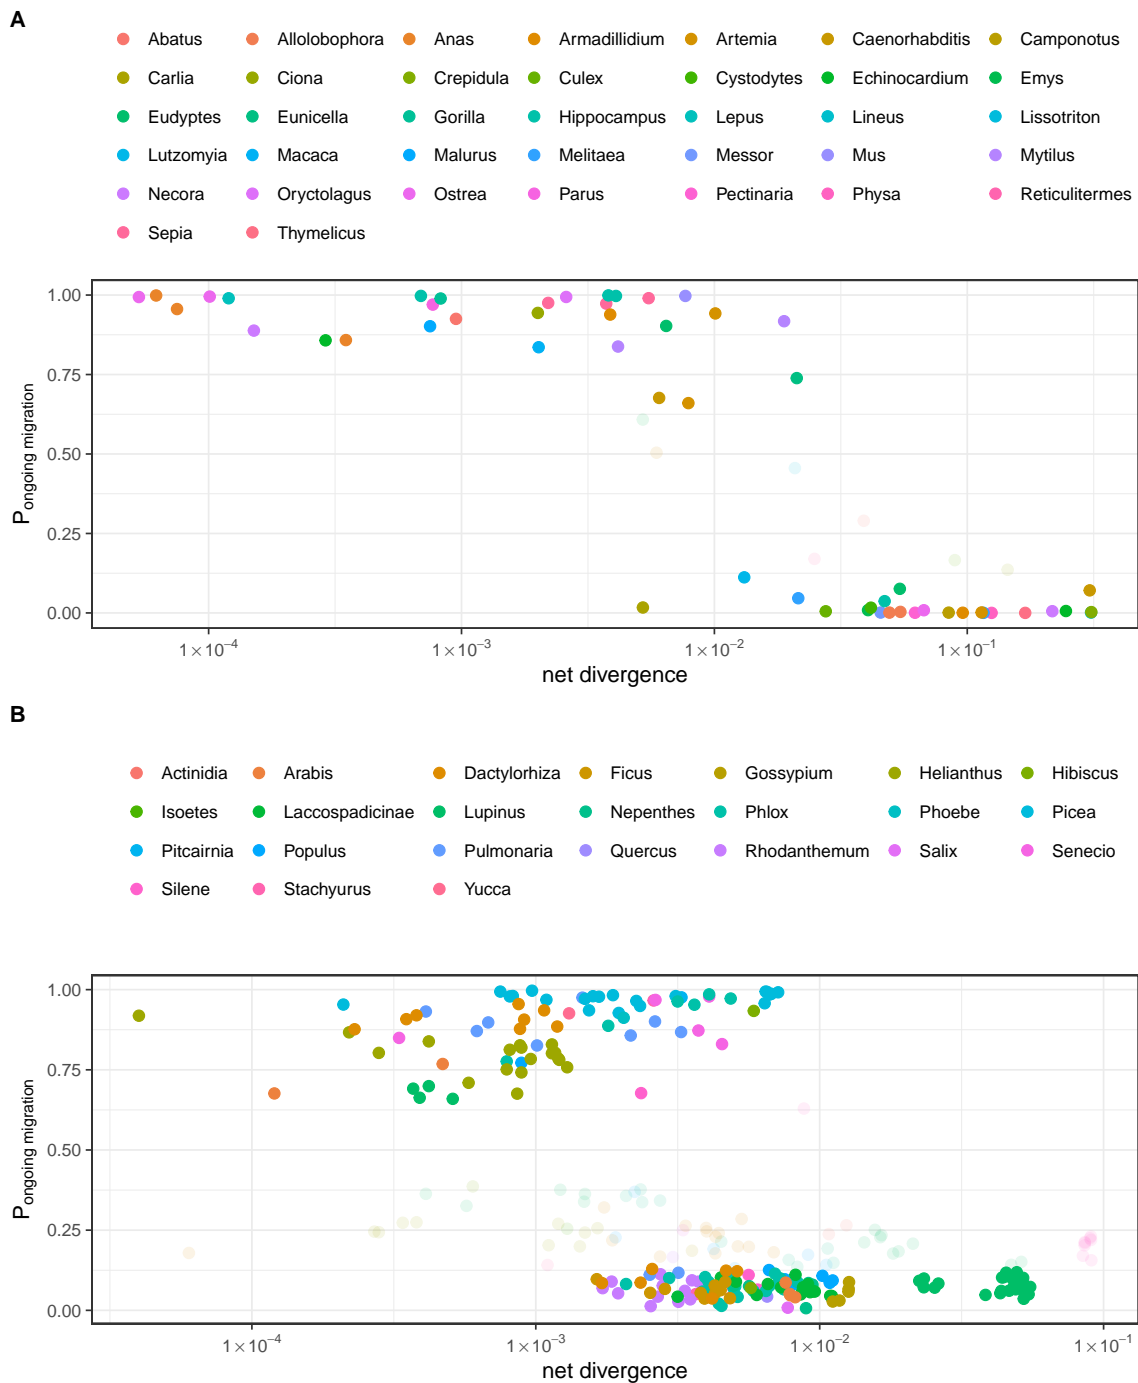 A
Abatus Allolobophora Anas Armadillidium Artemia Caenorhabditis Camponotus
Carlia Ciona Crepidula Culex Cystodytes Echinocardium Emys
Eudyptes Eunicella Gorilla Hippocampus Lepus Lineus Lissotriton
Lutzomyia Macaca Malurus Melitaea Messor Mus Mytilus
Necora Oryctolagus Ostrea Parus Pectinaria Physa Reticulitermes
Sepia Thymelicus
1.00
0.75
0.50
0.25
0.00
P ongoing migration
1×10⁻⁴ 1×10⁻³ 1×10⁻² 1×10⁻¹
net divergence
B
Actinidia Arabis Dactylorhiza Ficus Gossypium Helianthus Hibiscus
Isoetes Laccospadicinae Lupinus Nepenthes Phlox Phoebe Picea
Pitcairnia Populus Pulmonaria Quercus Rhodanthemum Salix Senecio
Silene Stachyurus Yucca
1.00
0.75
0.50
0.25
0.00
P ongoing migration
1×10⁻⁴ 1×10⁻³ 1×10⁻² 1×10⁻¹
net divergence